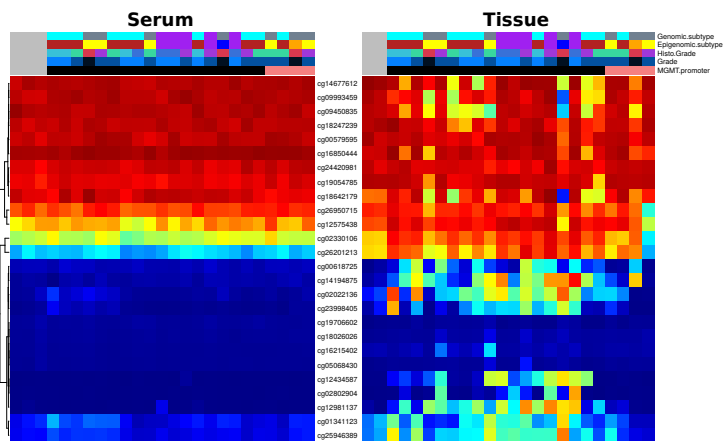 Serum
Tissue
Genomic.subtype
Epigenomic.subtype
Histo.Grade
Grade
MGMT.promoter
cg14677612
cg09993459
cg09450835
cg18247239
cg00579595
cg16850444
cg24420981
cg19054785
cg18642179
cg26950715
cg12575438
cg02330106
cg26201213
cg00618725
cg14194875
cg02022136
cg23998405
cg19706602
cg18026026
cg16215402
cg05068430
cg12434587
cg02802904
cg12981137
cg01341123
cg25946389